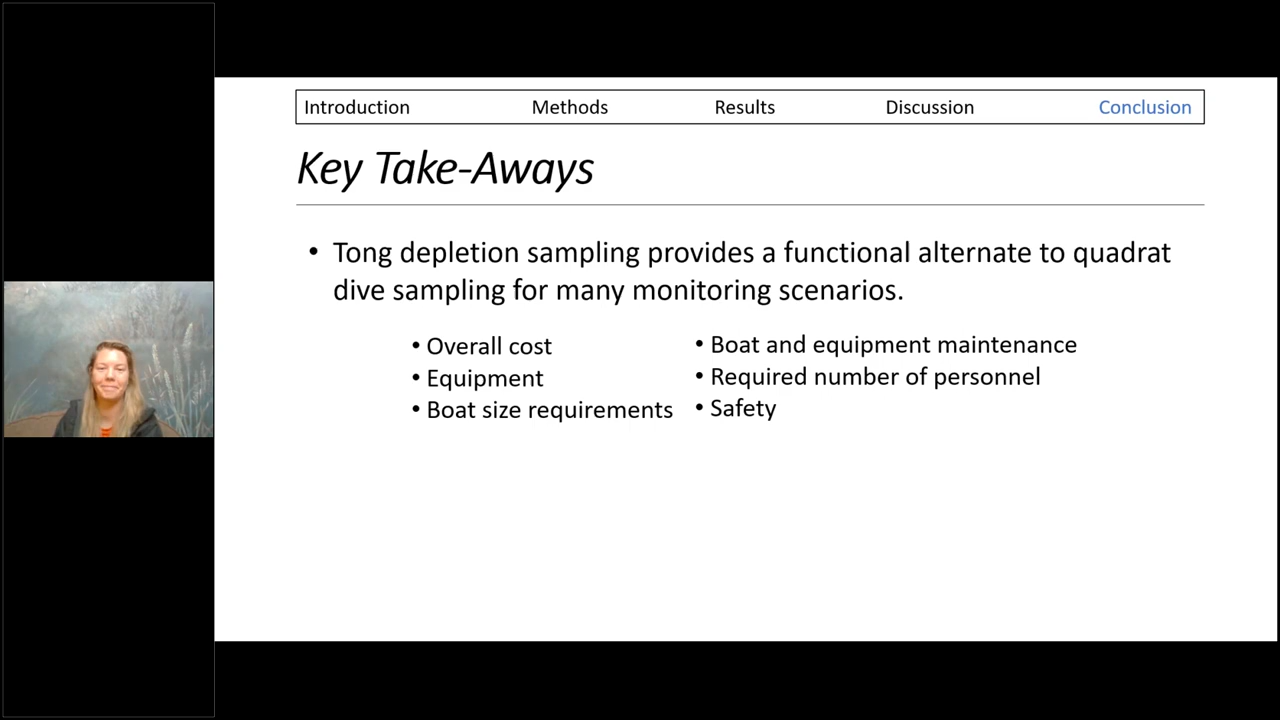 Introduction Methods Results Discussion Conclusion
Key Take-Aways
• Tong depletion sampling provides a functional alternate to quadrat
dive sampling for many monitoring scenarios.
• Overall cost
• Equipment
• Boat size requirements
• Boat and equipment maintenance
• Required number of personnel
• Safety